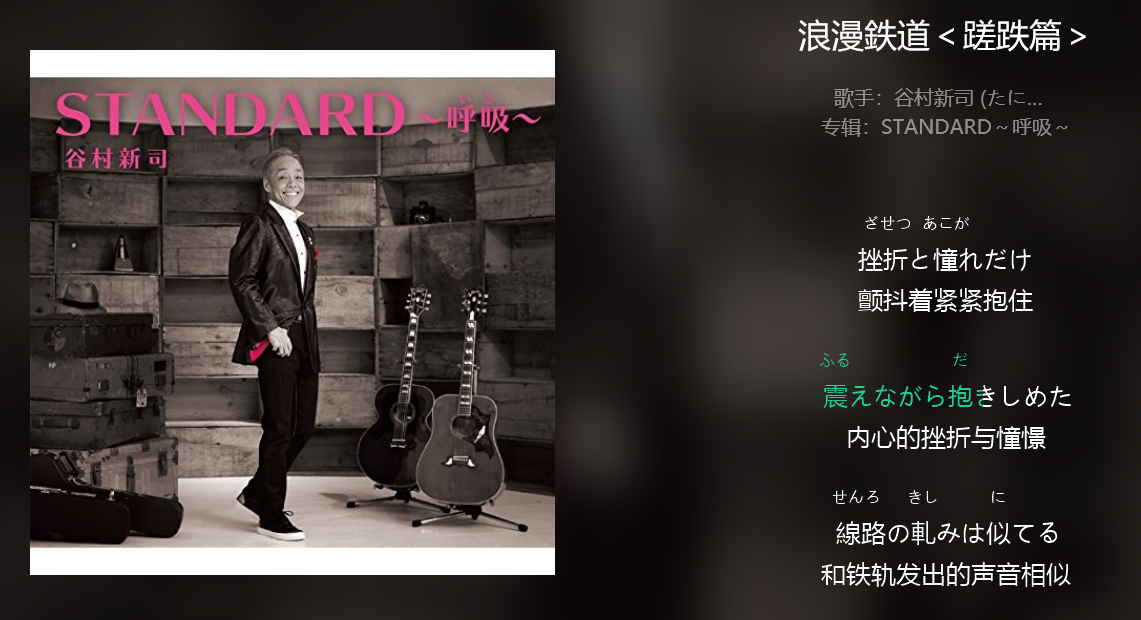 STANDARD～呼吸～
谷村新司
浪漫鉄道＜蹉跌篇＞
歌手：谷村新司 (たに...
专辑：STANDARD～呼吸～
ざせつ あこが
挫折と憧れだけ
颤抖着紧紧抱住
ふる だ
震えながら抱きしめた
内心的挫折与憧憬
せんろ きし に
線路の軋みは似てる
和铁轨发出的声音相似